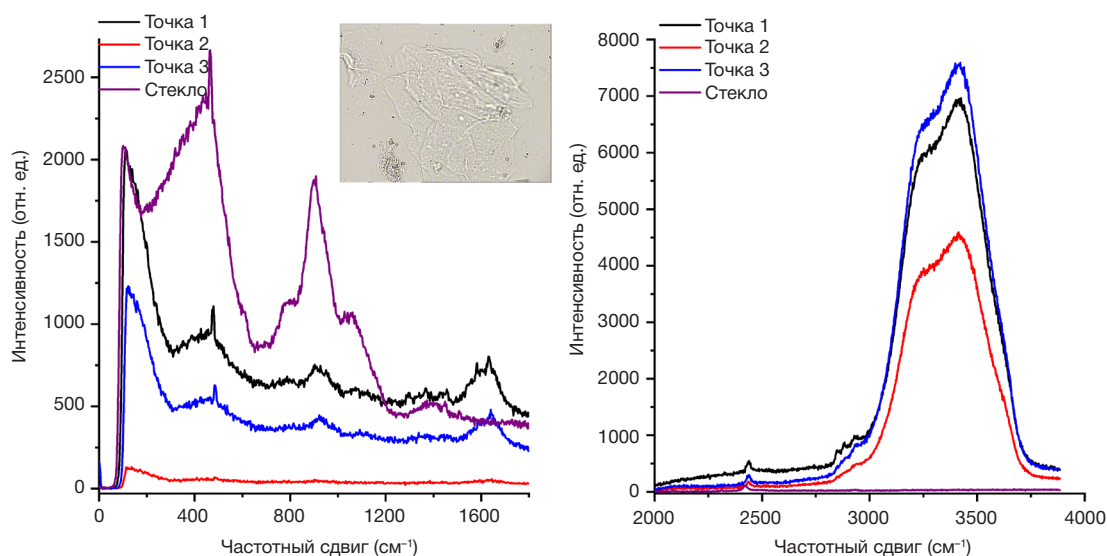 Точка 1
Точка 2
Точка 3
Стекло
2500
2000
1500
1000
500
0
Интенсивность (отн. ед.)
0 400 800 1200 1600
Частотный сдвиг (см⁻¹)
Точка 1
Точка 2
Точка 3
Стекло
8000
7000
6000
5000
4000
3000
2000
1000
0
Интенсивность (отн. ед.)
2000 2500 3000 3500 4000
Частотный сдвиг (см⁻¹)